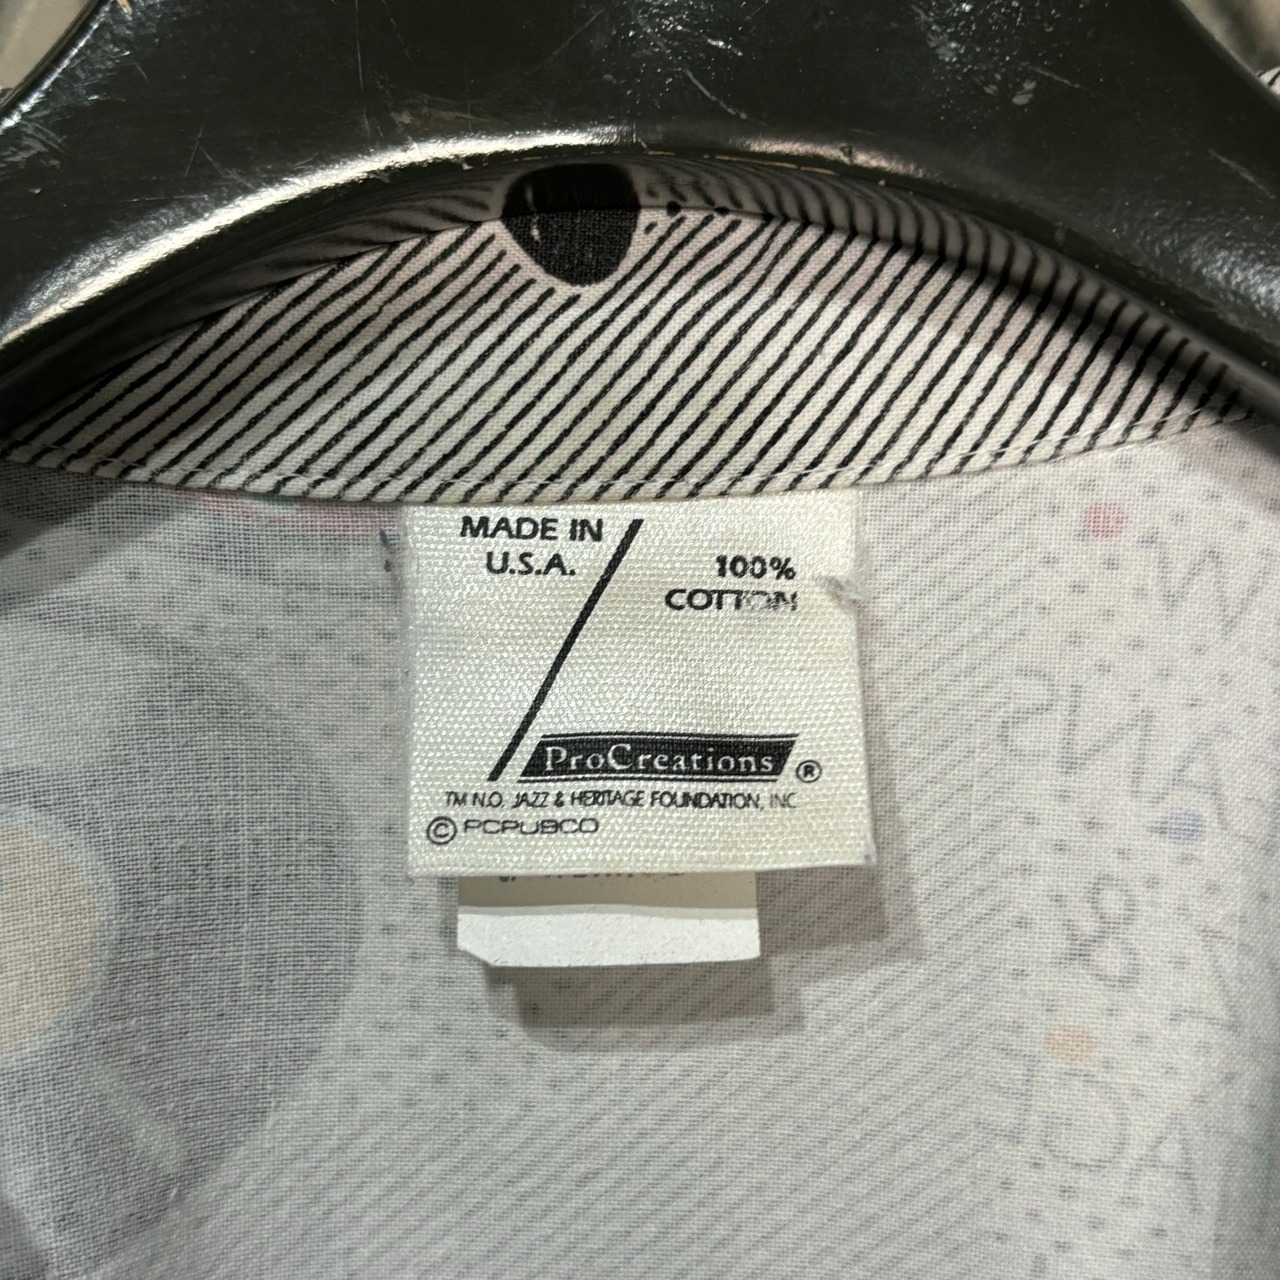 MADE IN
U.S.A.
100%
COTTON
ProCreations ®
TM N.O. JAZZ & HERITAGE FOUNDATION, INC
© PCPUBCO